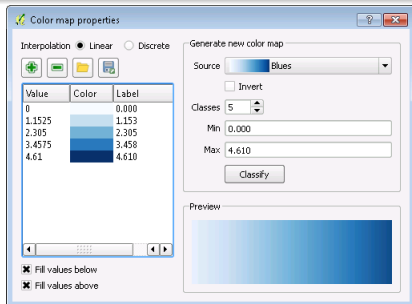 Color map properties
Interpolation Linear Discrete
Value Color Label
0 0.000
1.1525 1.153
2.305 2.305
3.4575 3.458
4.61 4.610
Fill values below
Fill values above
Generate new color map
Source Blues
Invert
Classes 5
Min 0.000
Max 4.610
Classify
Preview